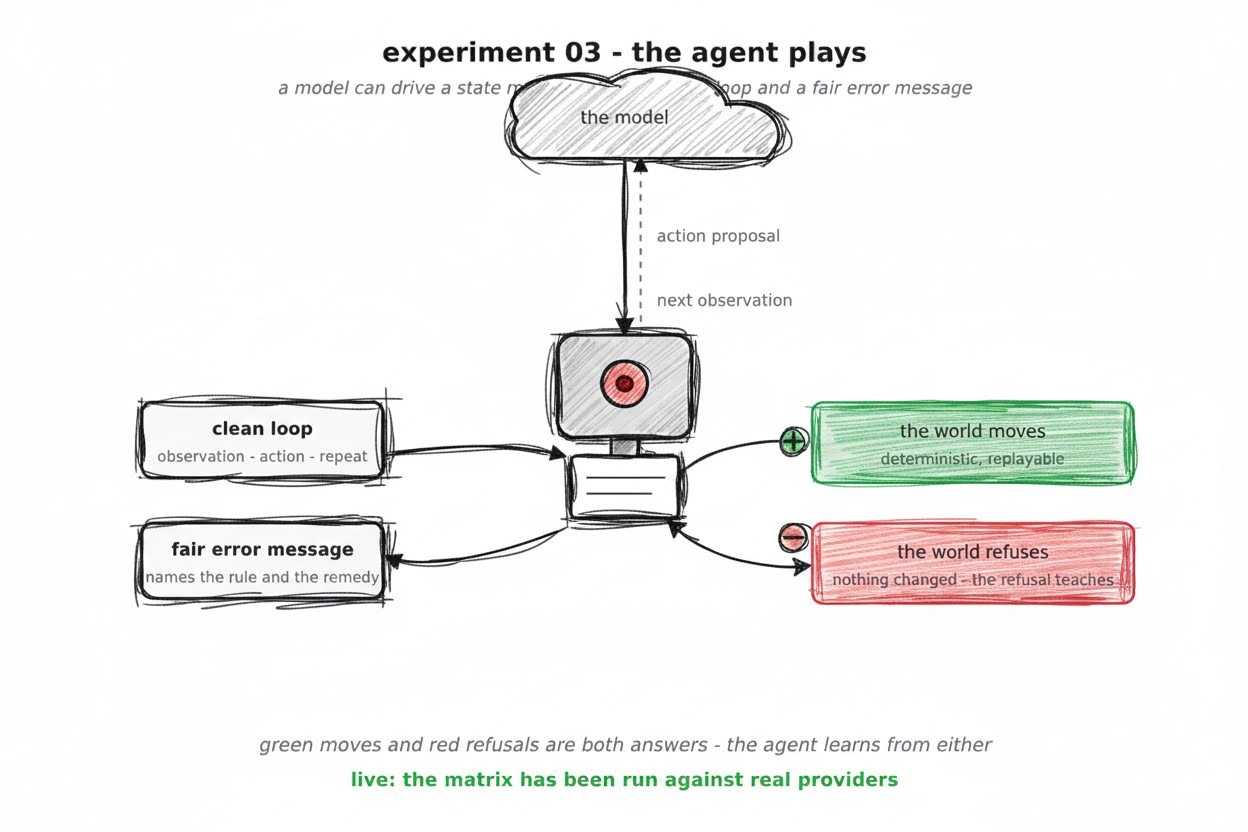 experiment 03 - the agent plays
a model can drive a state loop and a fair error message
the model
action proposal
next observation
clean loop
observation - action - repeat
the world moves
deterministic, replayable
fair error message
names the rule and the remedy
the world refuses
nothing changed - the refusal teaches
green moves and red refusals are both answers - the agent learns from either
live: the matrix has been run against real providers